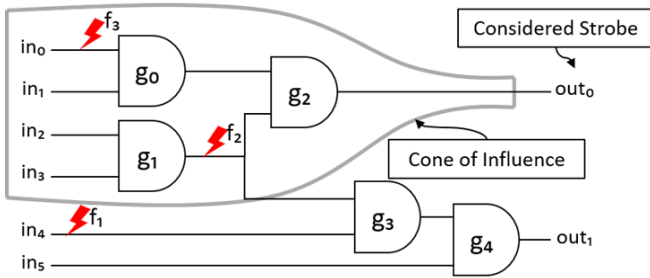 in₀
f₃
g₀
in₁
in₂
g₁
f₂
in₃
g₂
Considered Strobe
out₀
Cone of Influence
in₄
f₁
g₃
in₅
g₄
out₁